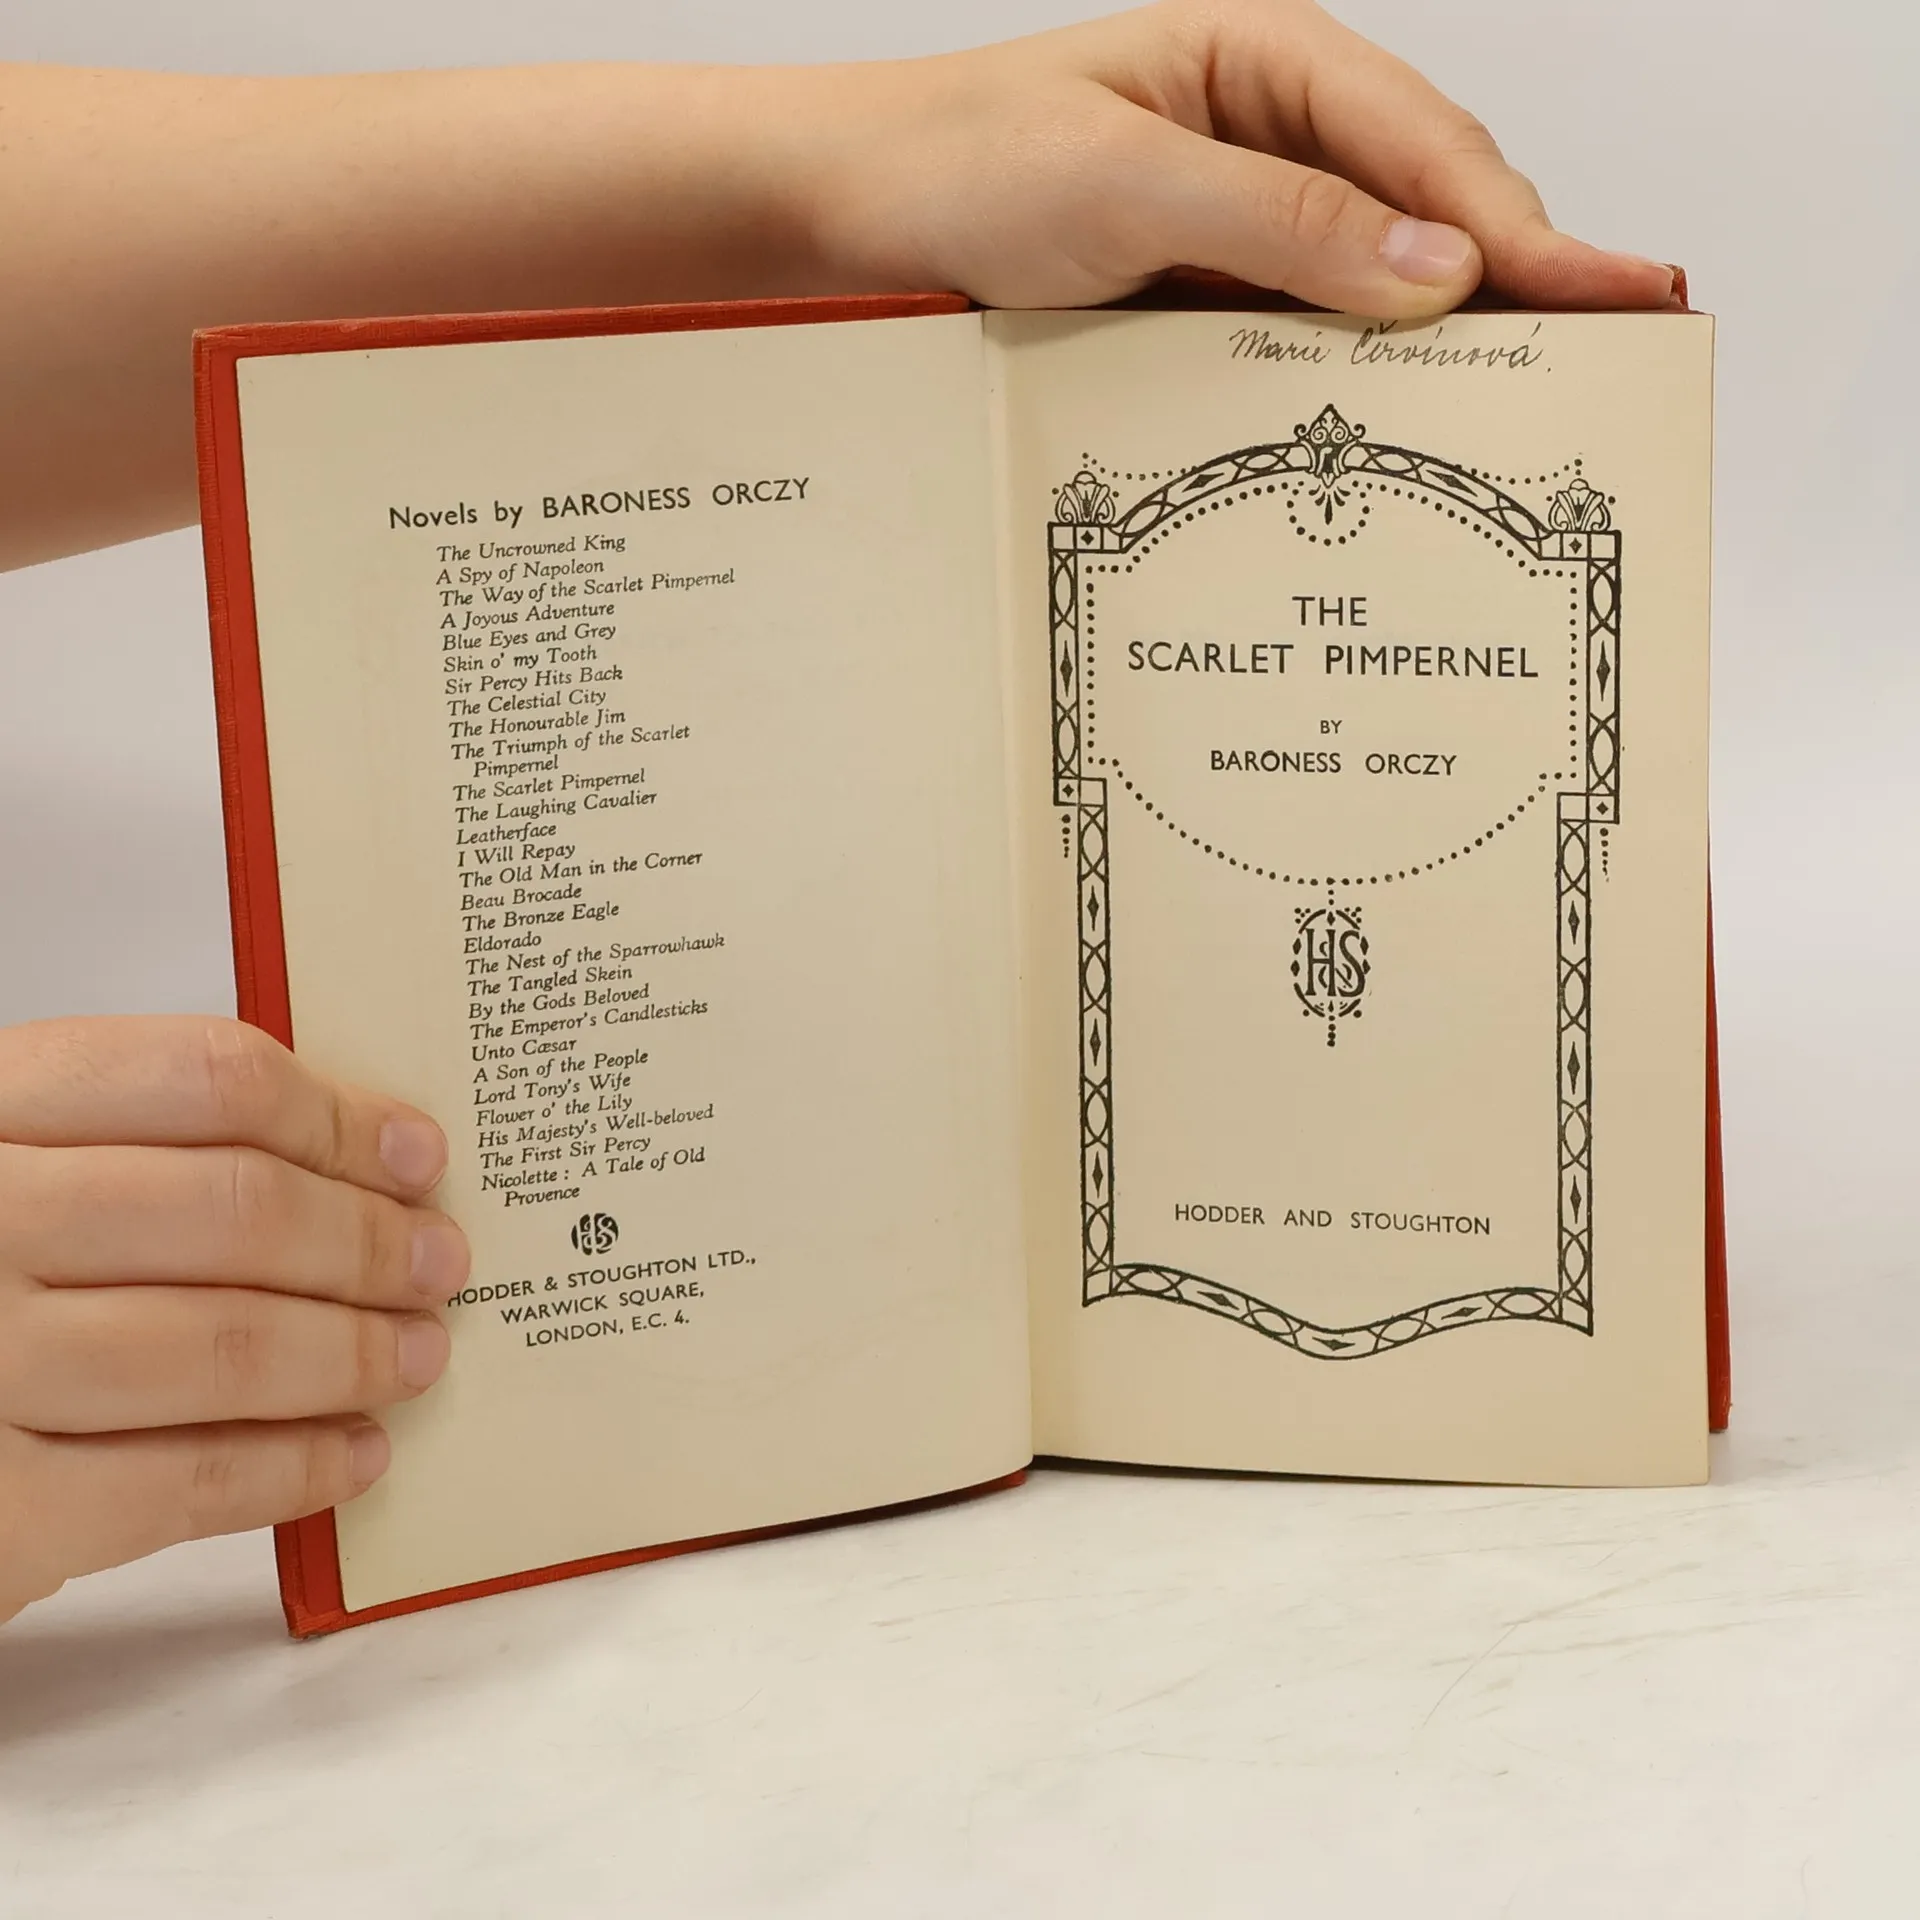 Novels by BARONESS ORCZY
The Uncrowned King
A Spy of Napoleon
The Way of the Scarlet Pimpernel
A Joyous Adventure
Blue Eyes and Grey
Skin o' my Tooth
Sir Percy Hits Back
The Celestial City
The Honourable Jim
The Triumph of the Scarlet
Pimpernel
The Scarlet Pimpernel
The Laughing Cavalier
Leatherface
I Will Repay
The Old Man in the Corner
Beau Brocade
The Bronze Eagle
Eldorado
The Nest of the Sparrowhawk
The Tangled Skein
By the Gods Beloved
The Emperor's Candlesticks
Unto Cæsar
A Son of the People
Lord Tony's Wife
Flower o' the Lily
His Majesty's Well-beloved
The First Sir Percy
Nicolette : A Tale of Old
Provence
H&S
HODDER & STOUGHTON LTD.,
WARWICK SQUARE,
LONDON, E.C. 4.
Marie Červínová.
THE
SCARLET PIMPERNEL
BY
BARONESS ORCZY
HS
HODDER AND STOUGHTON